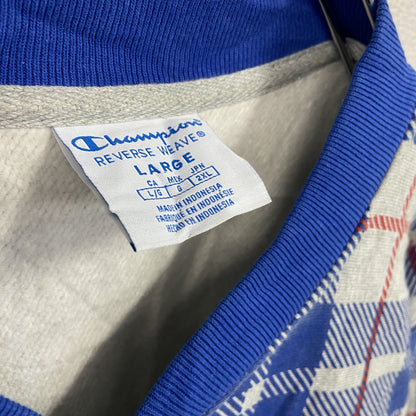 Champion
REVERSE WEAVE®
LARGE
CA MEX JPN
L/G G 2XL
MADE IN INDONESIA
FABRIQUÉ EN INDONÉSIE
HECHO EN INDONESIA